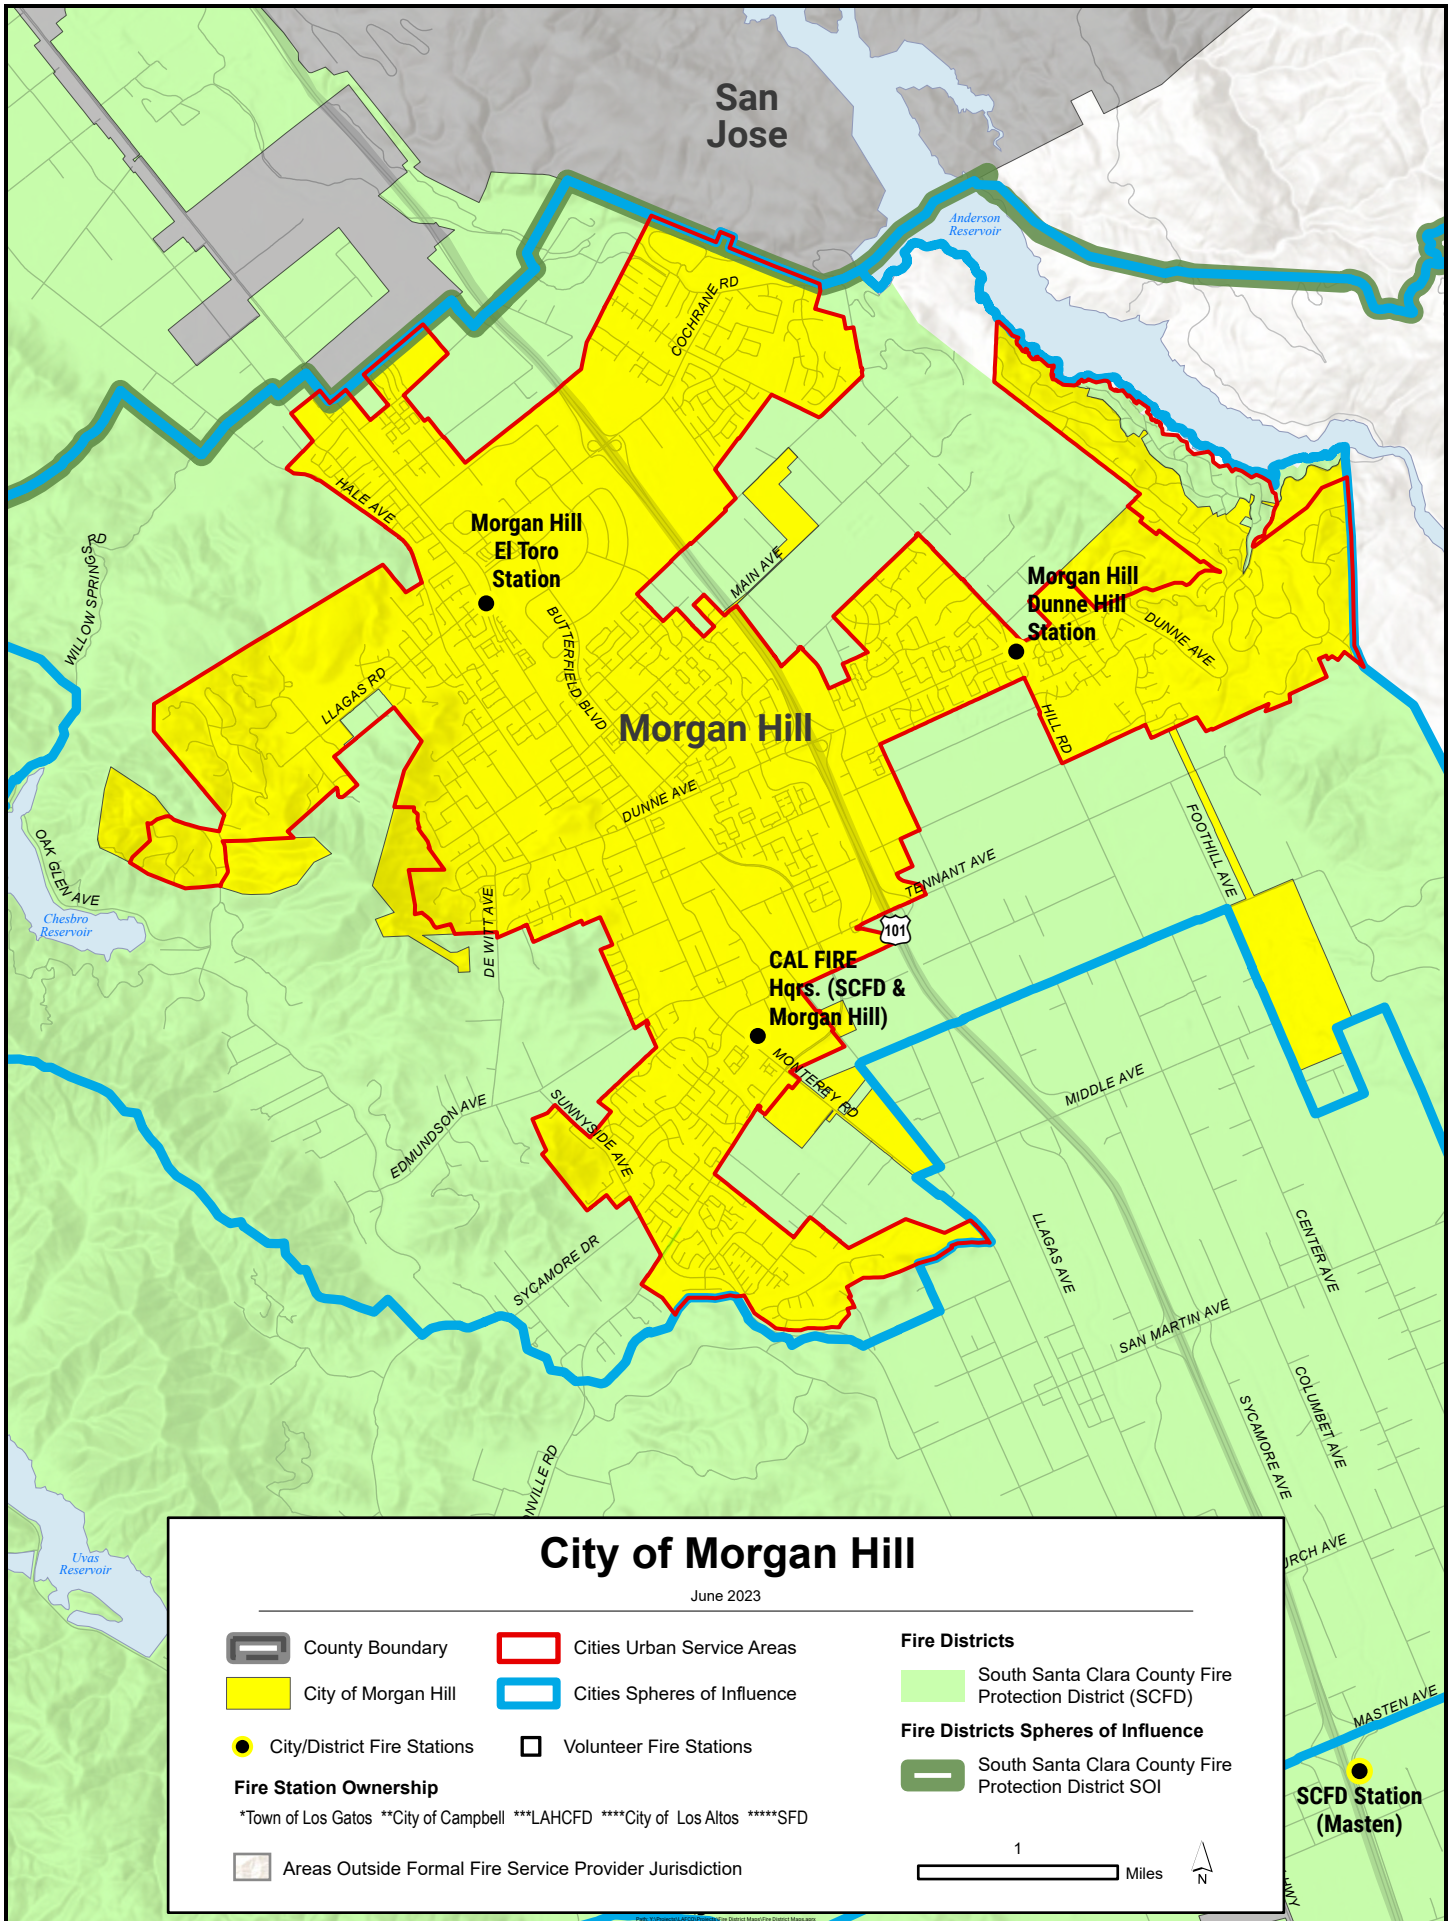 San
Jose
Anderson
Reservoir
COCHRANE RD
HALE AVE
Morgan Hill
El Toro
Station
WILLOW SPRINGS RD
MAIN AVE
Morgan Hill
Dunne Hill
Station
BUTTERFIELD BLVD
DUNNE AVE
LLAGAS RD
Morgan Hill
HILL RD
DUNNE AVE
FOOTHILL AVE
OAK GLEN AVE
TENNANT AVE
Chesbro
Reservoir
DE WITT AVE
101
CAL FIRE
Hqrs. (SCFD &
Morgan Hill)
MONTEREY RD
MIDDLE AVE
EDMUNDSON AVE
SUNNYSIDE AVE
SYCAMORE DR
LLAGAS AVE
CENTER AVE
SAN MARTIN AVE
COLUMBET AVE
SYCAMORE AVE
ONVILLE RD
Uvas
Reservoir
URCH AVE
MASTEN AVE
SCFD Station
(Masten)
HWY
City of Morgan Hill
June 2023
County Boundary
City of Morgan Hill
Cities Urban Service Areas
Cities Spheres of Influence
City/District Fire Stations
Volunteer Fire Stations
Fire Station Ownership
*Town of Los Gatos **City of Campbell ***LAHCFD ****City of Los Altos *****SFD
Areas Outside Formal Fire Service Provider Jurisdiction
Fire Districts
South Santa Clara County Fire
Protection District (SCFD)
Fire Districts Spheres of Influence
South Santa Clara County Fire
Protection District SOI
1
Miles
N